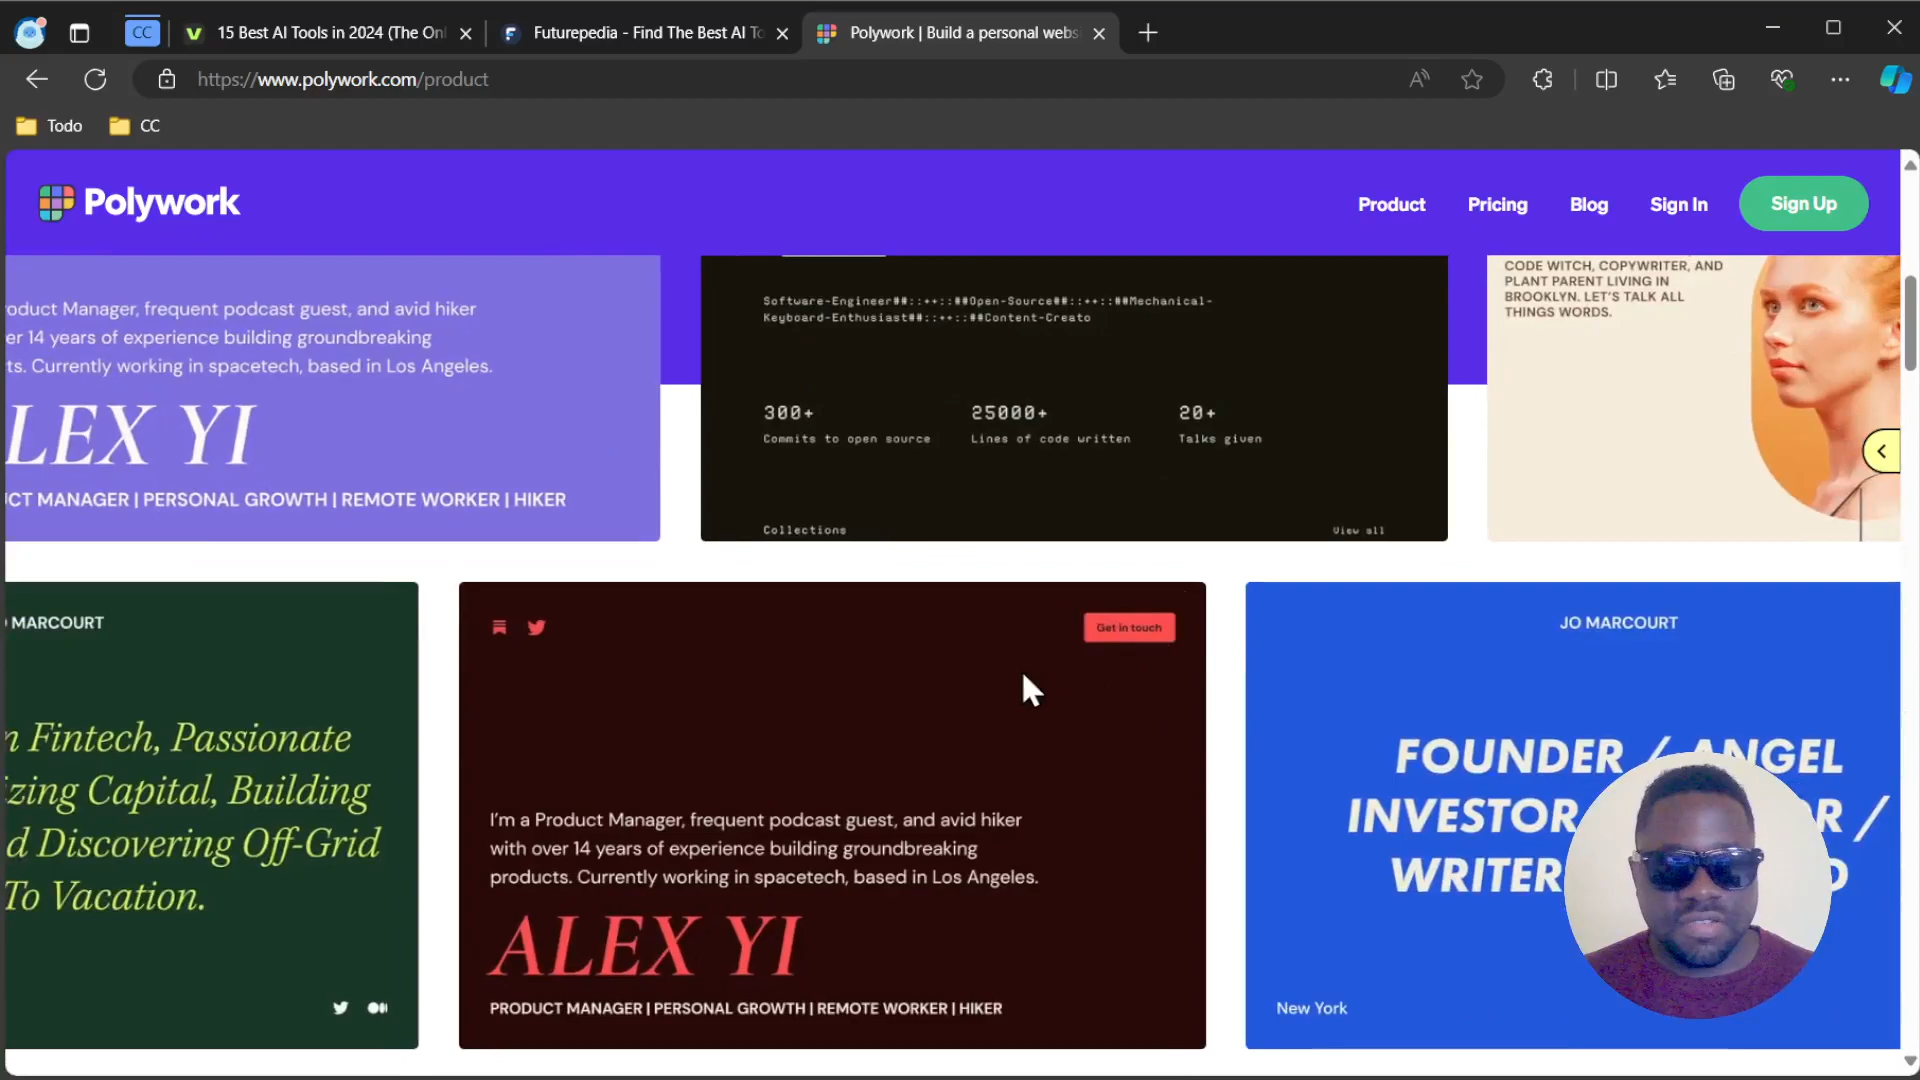 CC
15 Best AI Tools in 2024 (The Onl
Futurepedia - Find The Best AI To
Polywork | Build a personal webs
https://www.polywork.com/product
Todo
CC
Polywork
Product
Pricing
Blog
Sign In
Sign Up
oduct Manager, frequent podcast guest, and avid hiker
er 14 years of experience building groundbreaking
ts. Currently working in spacetech, based in Los Angeles.
LEX YI
CT MANAGER | PERSONAL GROWTH | REMOTE WORKER | HIKER
Software-Engineer##::++::##Open-Source##::++::##Mechanical-
Keyboard-Enthusiast##::++::##Content-Creato
300+
25000+
20+
Commits to open source
Lines of code written
Talks given
Collections
View all
CODE WITCH, COPYWRITER, AND
PLANT PARENT LIVING IN
BROOKLYN. LET'S TALK ALL
THINGS WORDS.
MARCOURT
n Fintech, Passionate
zing Capital, Building
d Discovering Off-Grid
To Vacation.
Get in touch
I'm a Product Manager, frequent podcast guest, and avid hiker
with over 14 years of experience building groundbreaking
products. Currently working in spacetech, based in Los Angeles.
ALEX YI
PRODUCT MANAGER | PERSONAL GROWTH | REMOTE WORKER | HIKER
JO MARCOURT
FOUNDER / ANGEL
INVESTOR OR /
WRITER D
New York